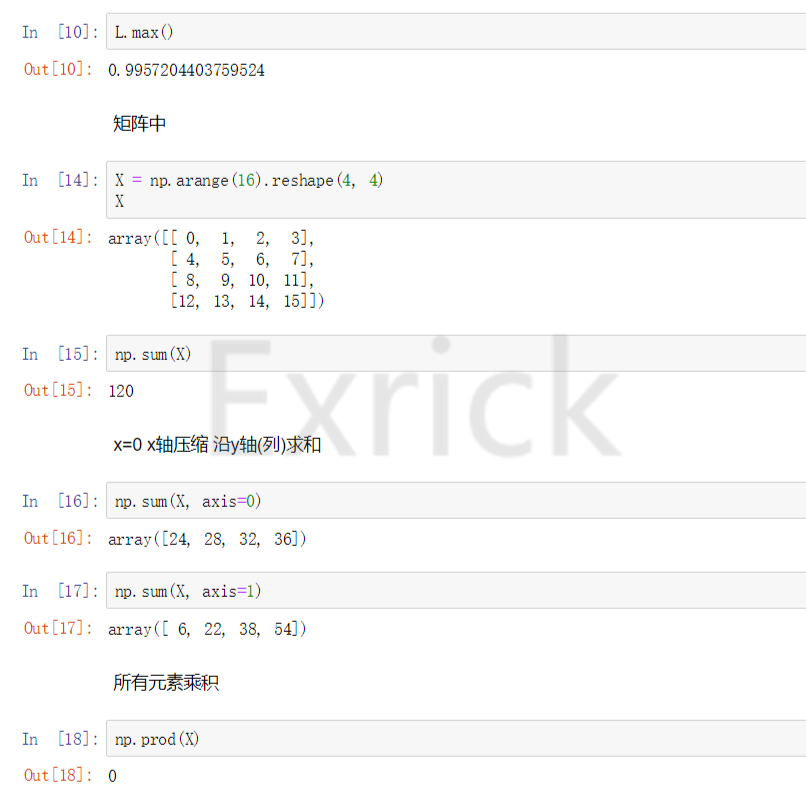 In [10]: L.max()
Out[10]: 0.9957204403759524
矩阵中
In [14]: X = np.arange(16).reshape(4, 4)
X
Out[14]: array([[ 0, 1, 2, 3],
[ 4, 5, 6, 7],
[ 8, 9, 10, 11],
[12, 13, 14, 15]])
In [15]: np.sum(X)
Out[15]: 120
Exrick
x=0 x轴压缩 沿y轴(列)求和
In [16]: np.sum(X, axis=0)
Out[16]: array([24, 28, 32, 36])
In [17]: np.sum(X, axis=1)
Out[17]: array([ 6, 22, 38, 54])
所有元素乘积
In [18]: np.prod(X)
Out[18]: 0